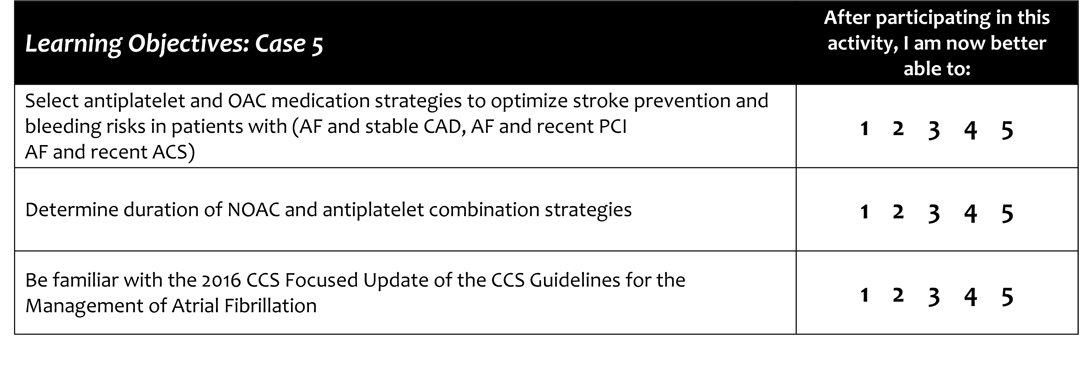 Learning Objectives: Case 5
After participating in this
activity, I am now better
able to:
Select antiplatelet and OAC medication strategies to optimize stroke prevention and
bleeding risks in patients with (AF and stable CAD, AF and recent PCI
AF and recent ACS)
1 2 3 4 5
Determine duration of NOAC and antiplatelet combination strategies
1 2 3 4 5
Be familiar with the 2016 CCS Focused Update of the CCS Guidelines for the
Management of Atrial Fibrillation
1 2 3 4 5